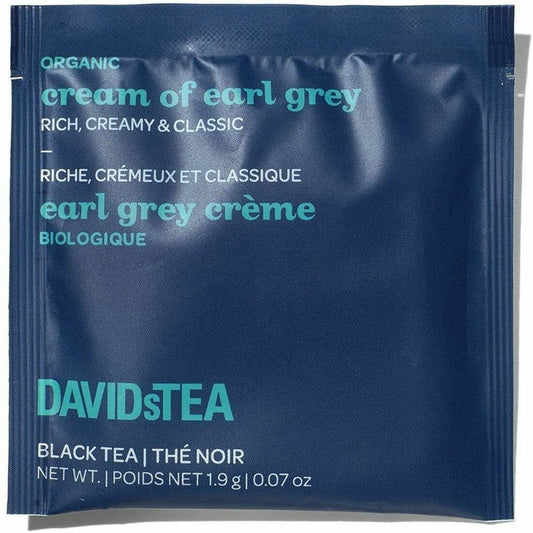 ORGANIC
cream of earl grey
RICH, CREAMY & CLASSIC
—
RICHE, CRÉMEUX ET CLASSIQUE
earl grey crème
BIOLOGIQUE
DAVIDsTEA
BLACK TEA | THÉ NOIR
NET WT. | POIDS NET 1.9 g | 0.07 oz